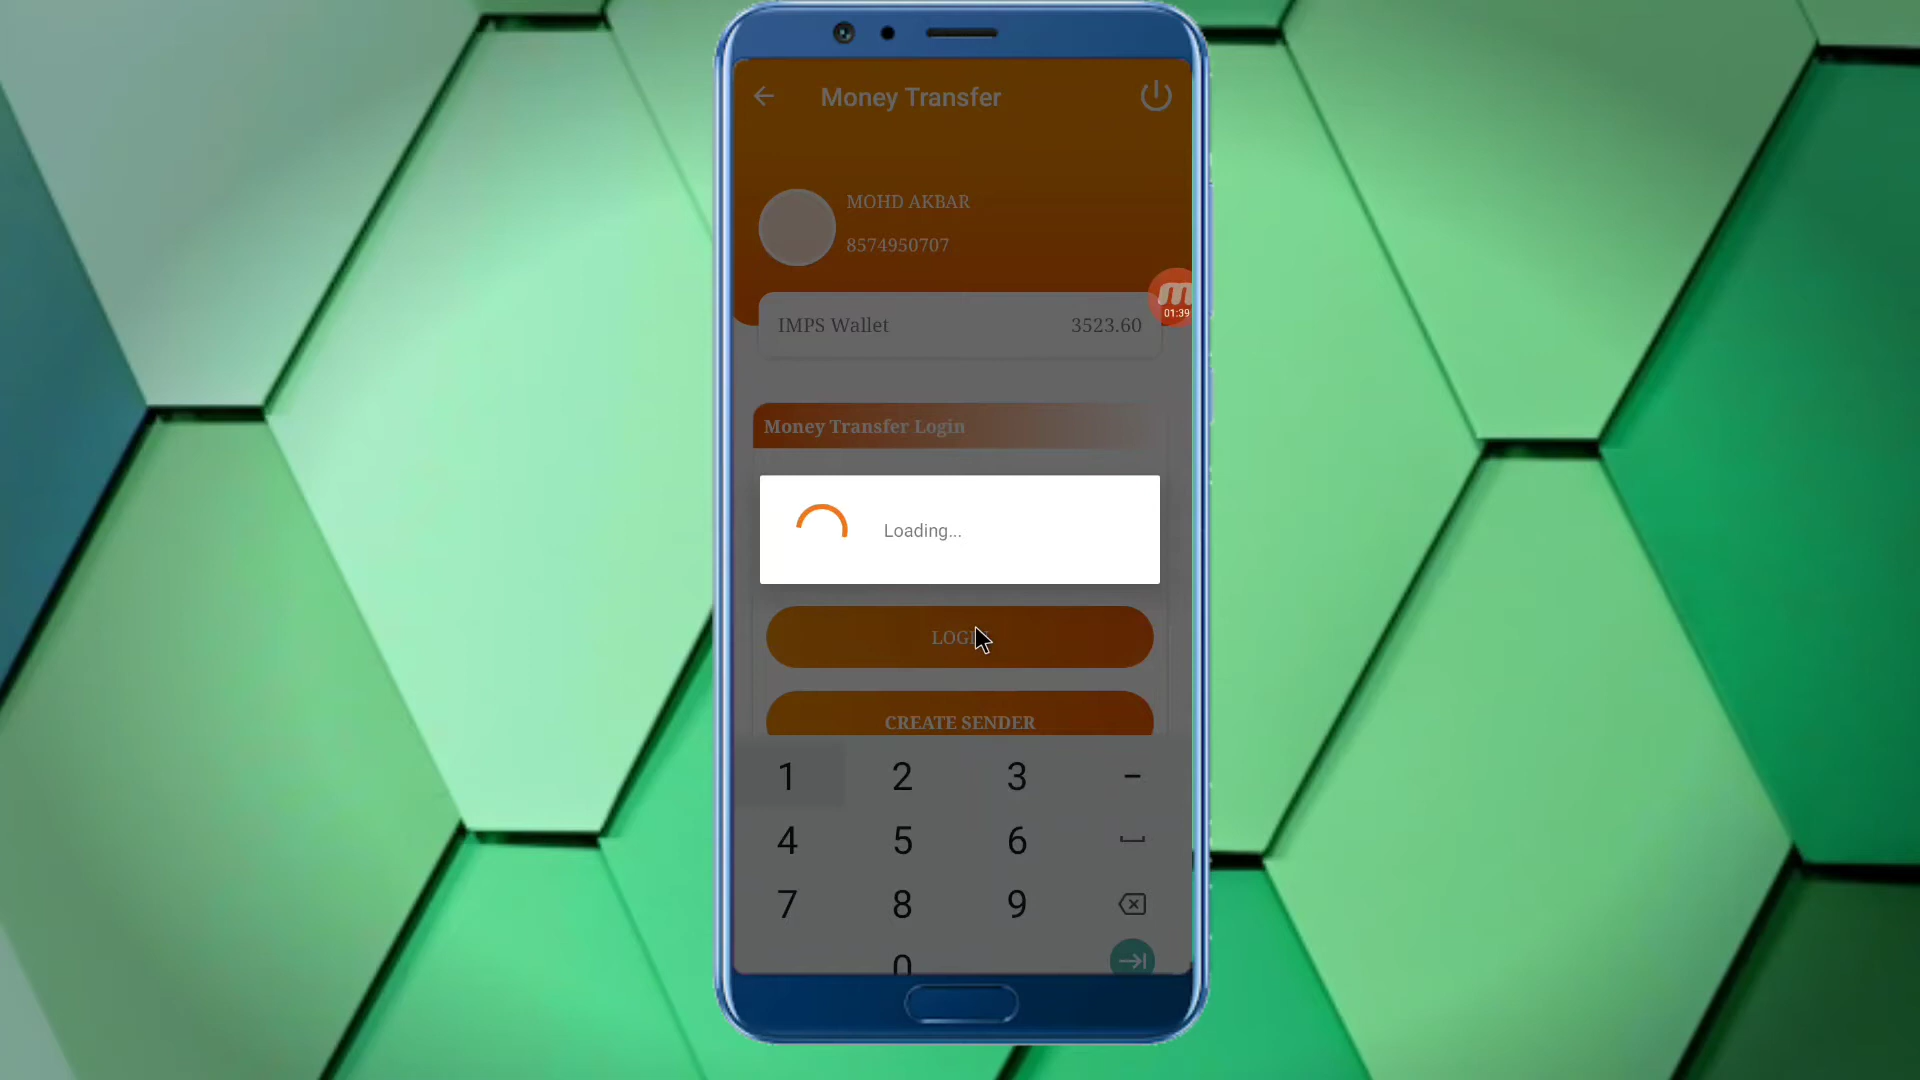 Money Transfer
MOHD AKBAR
8574950707
01:39
IMPS Wallet 3523.60
Money Transfer Login
Loading...
LOGIN
CREATE SENDER
1 2 3 -
4 5 6
7 8 9
0